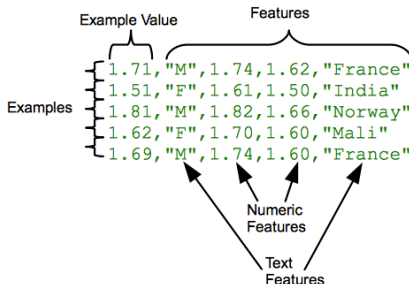 Example Value
Features
1.71,"M",1.74,1.62,"France"
1.51,"F",1.61,1.50,"India"
Examples
1.81,"M",1.82,1.66,"Norway"
1.62,"F",1.70,1.60,"Mali"
1.69,"M",1.74,1.60,"France"
Numeric
Features
Text
Features